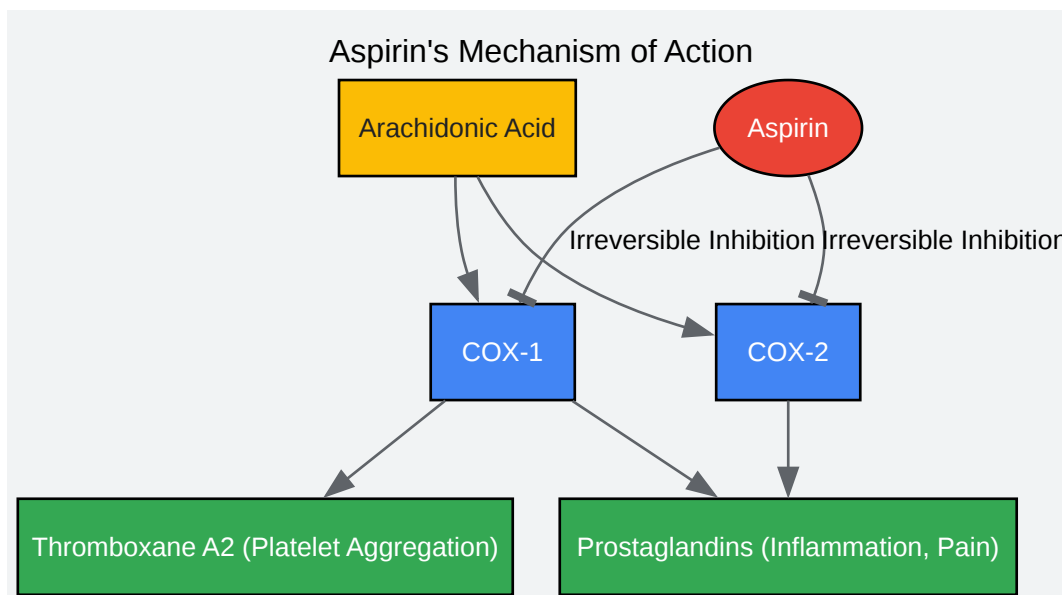 Aspirin's Mechanism of Action
Arachidonic Acid
Aspirin
Irreversible Inhibition
Irreversible Inhibition
COX-1
COX-2
Thromboxane A2 (Platelet Aggregation)
Prostaglandins (Inflammation, Pain)